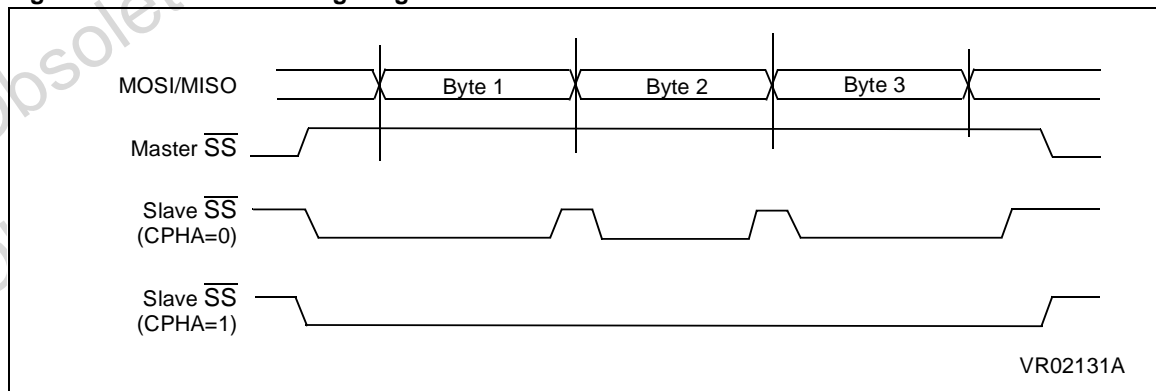 MOSI/MISO
Byte 1
Byte 2
Byte 3
Master SS
Slave SS
(CPHA=0)
Slave SS
(CPHA=1)
VR02131A